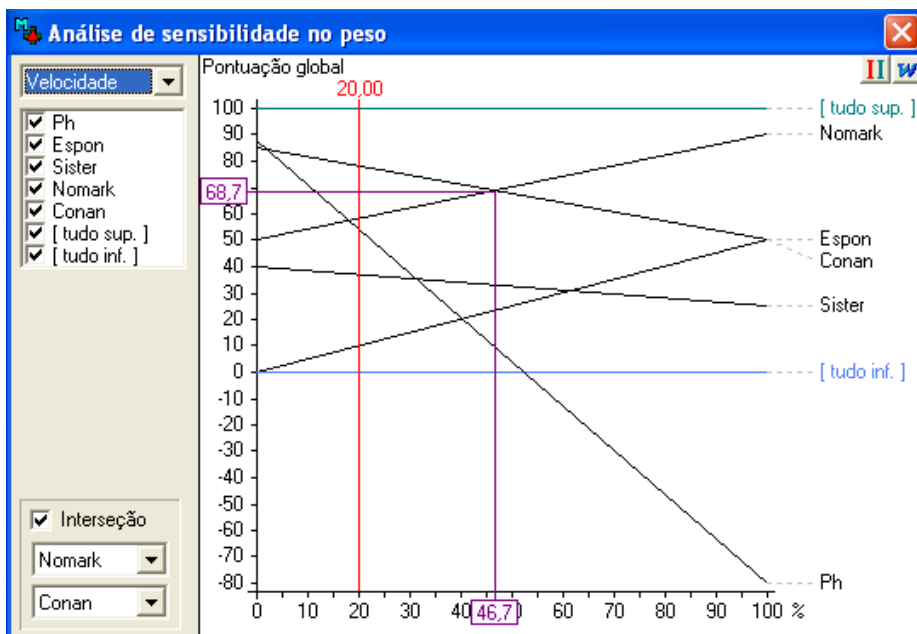 Análise de sensibilidade no peso
Velocidade
Ph
Espon
Sister
Nomark
Conan
[ tudo sup. ]
[ tudo inf. ]
Interseção
Nomark
Conan
Pontuação global
20,00
II w
100
90
80
68,7
60
50
40
30
20
10
0
-10
-20
-30
-40
-50
-60
-70
-80
[ tudo sup. ]
Nomark
Espon
Conan
Sister
[ tudo inf. ]
Ph
0 10 20 30 40 46,7 60 70 80 90 100 %